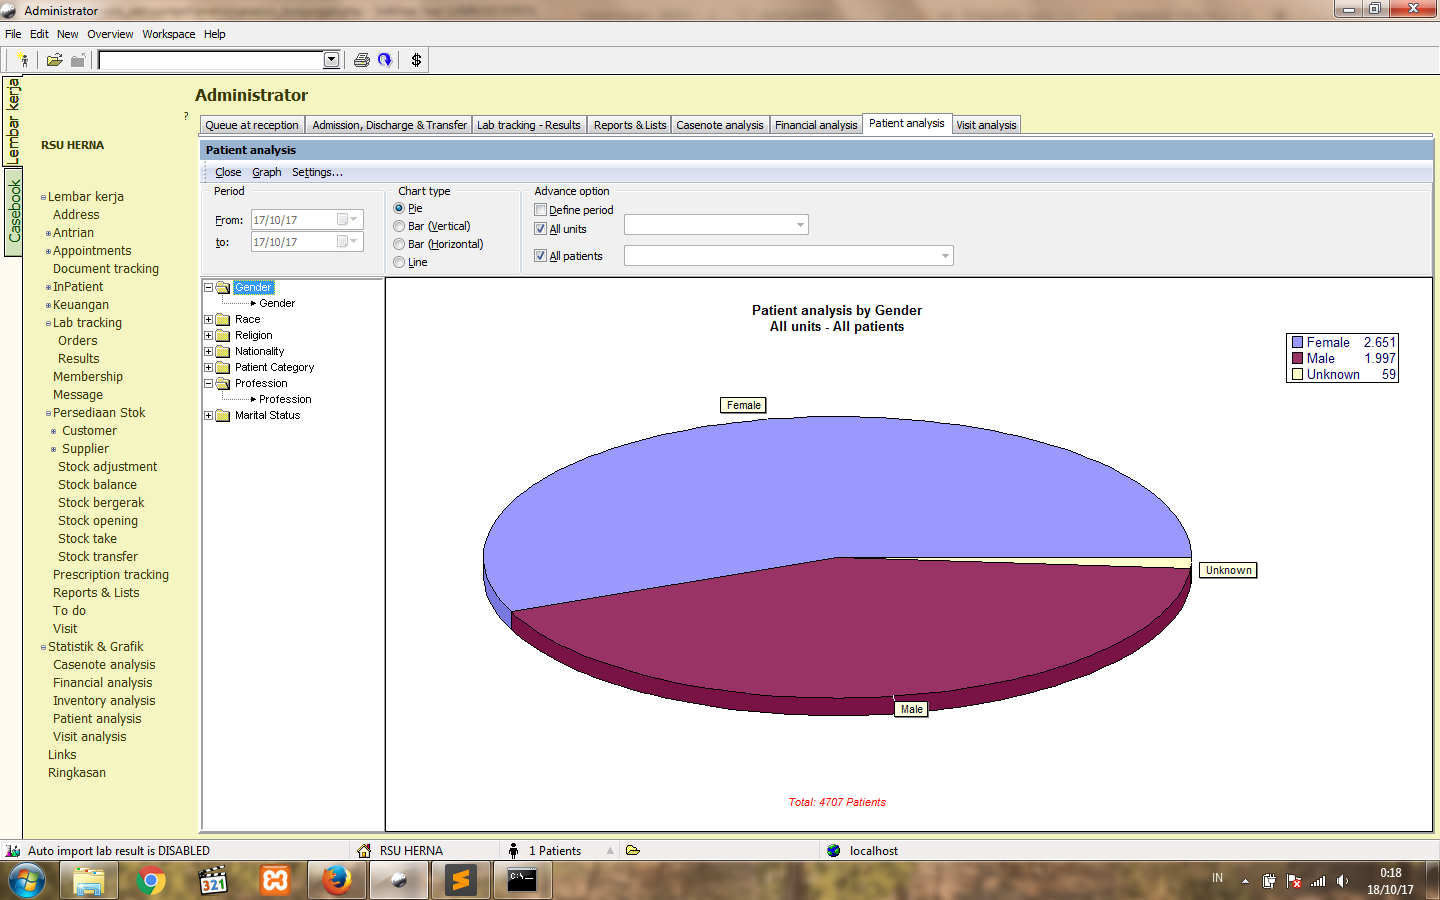 Administrator
File Edit New Overview Workspace Help
$
Lembar kerja
Casebook
?
RSU HERNA
Lembar kerja
Address
Antrian
Appointments
Document tracking
InPatient
Keuangan
Lab tracking
Orders
Results
Membership
Message
Persediaan Stok
Customer
Supplier
Stock adjustment
Stock balance
Stock bergerak
Stock opening
Stock take
Stock transfer
Prescription tracking
Reports & Lists
To do
Visit
Statistik & Grafik
Casenote analysis
Financial analysis
Inventory analysis
Patient analysis
Visit analysis
Links
Ringkasan
Administrator
Queue at reception Admission, Discharge & Transfer Lab tracking - Results Reports & Lists Casenote analysis Financial analysis Patient analysis Visit analysis
Patient analysis
Close Graph Settings...
Period
From: 17/10/17
to: 17/10/17
Chart type
Pie
Bar (Vertical)
Bar (Horizontal)
Line
Advance option
Define period
All units
All patients
Gender
Gender
Race
Religion
Nationality
Patient Category
Profession
Profession
Marital Status
Patient analysis by Gender
All units - All patients
Female 2.651
Male 1.997
Unknown 59
Female
Unknown
Male
Total: 4707 Patients
Auto import lab result is DISABLED RSU HERNA 1 Patients localhost
321
C:\_
IN
0:18
18/10/17